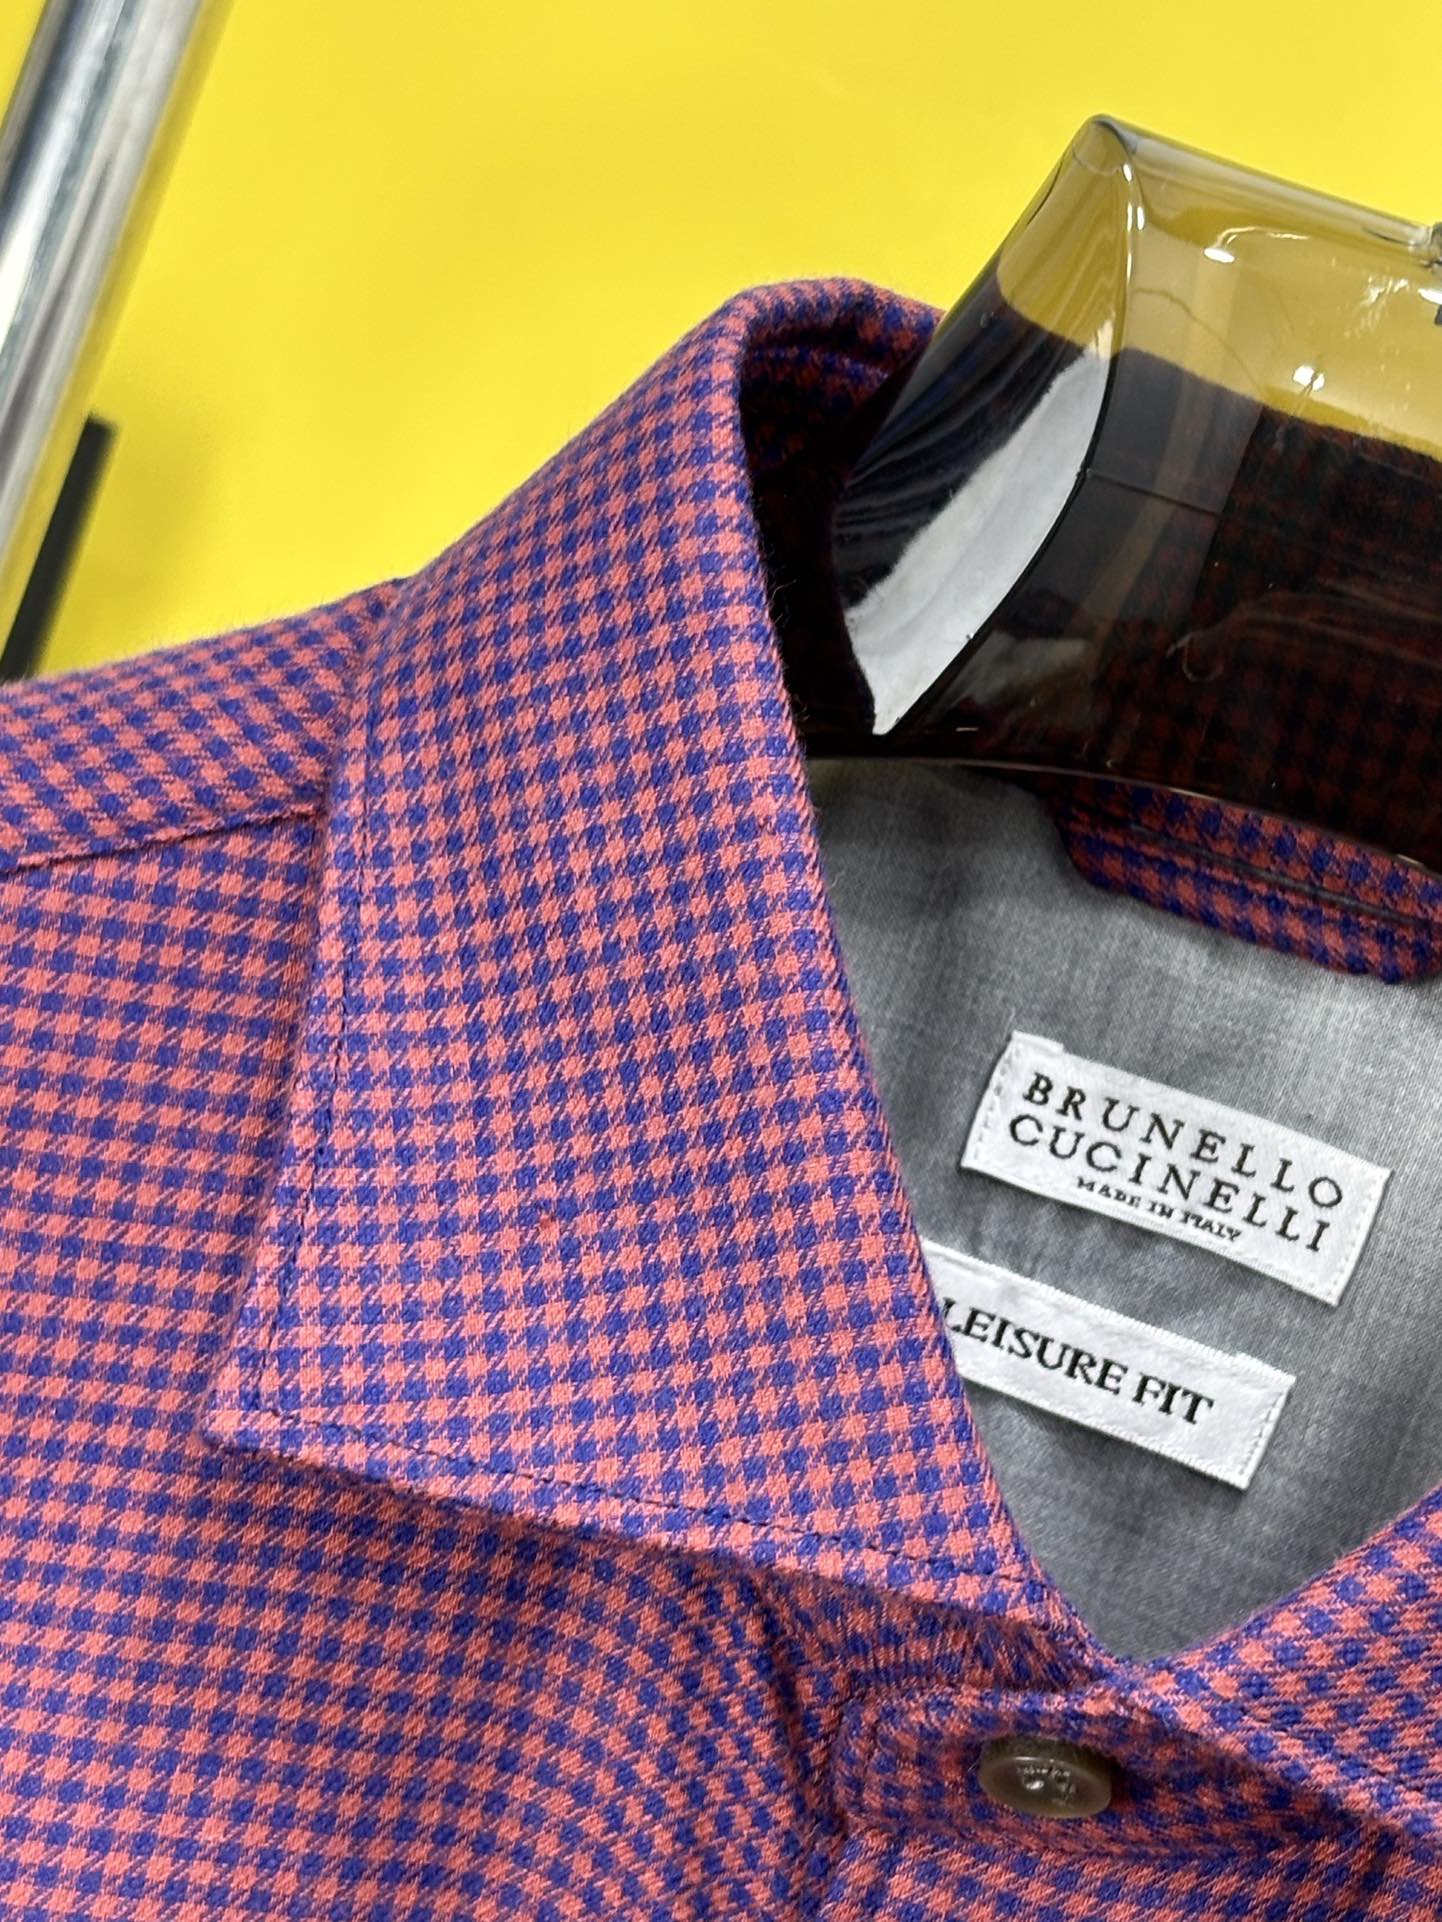 BRUNELLO
CUCINELLI
MADE IN ITALY
LEISURE FIT